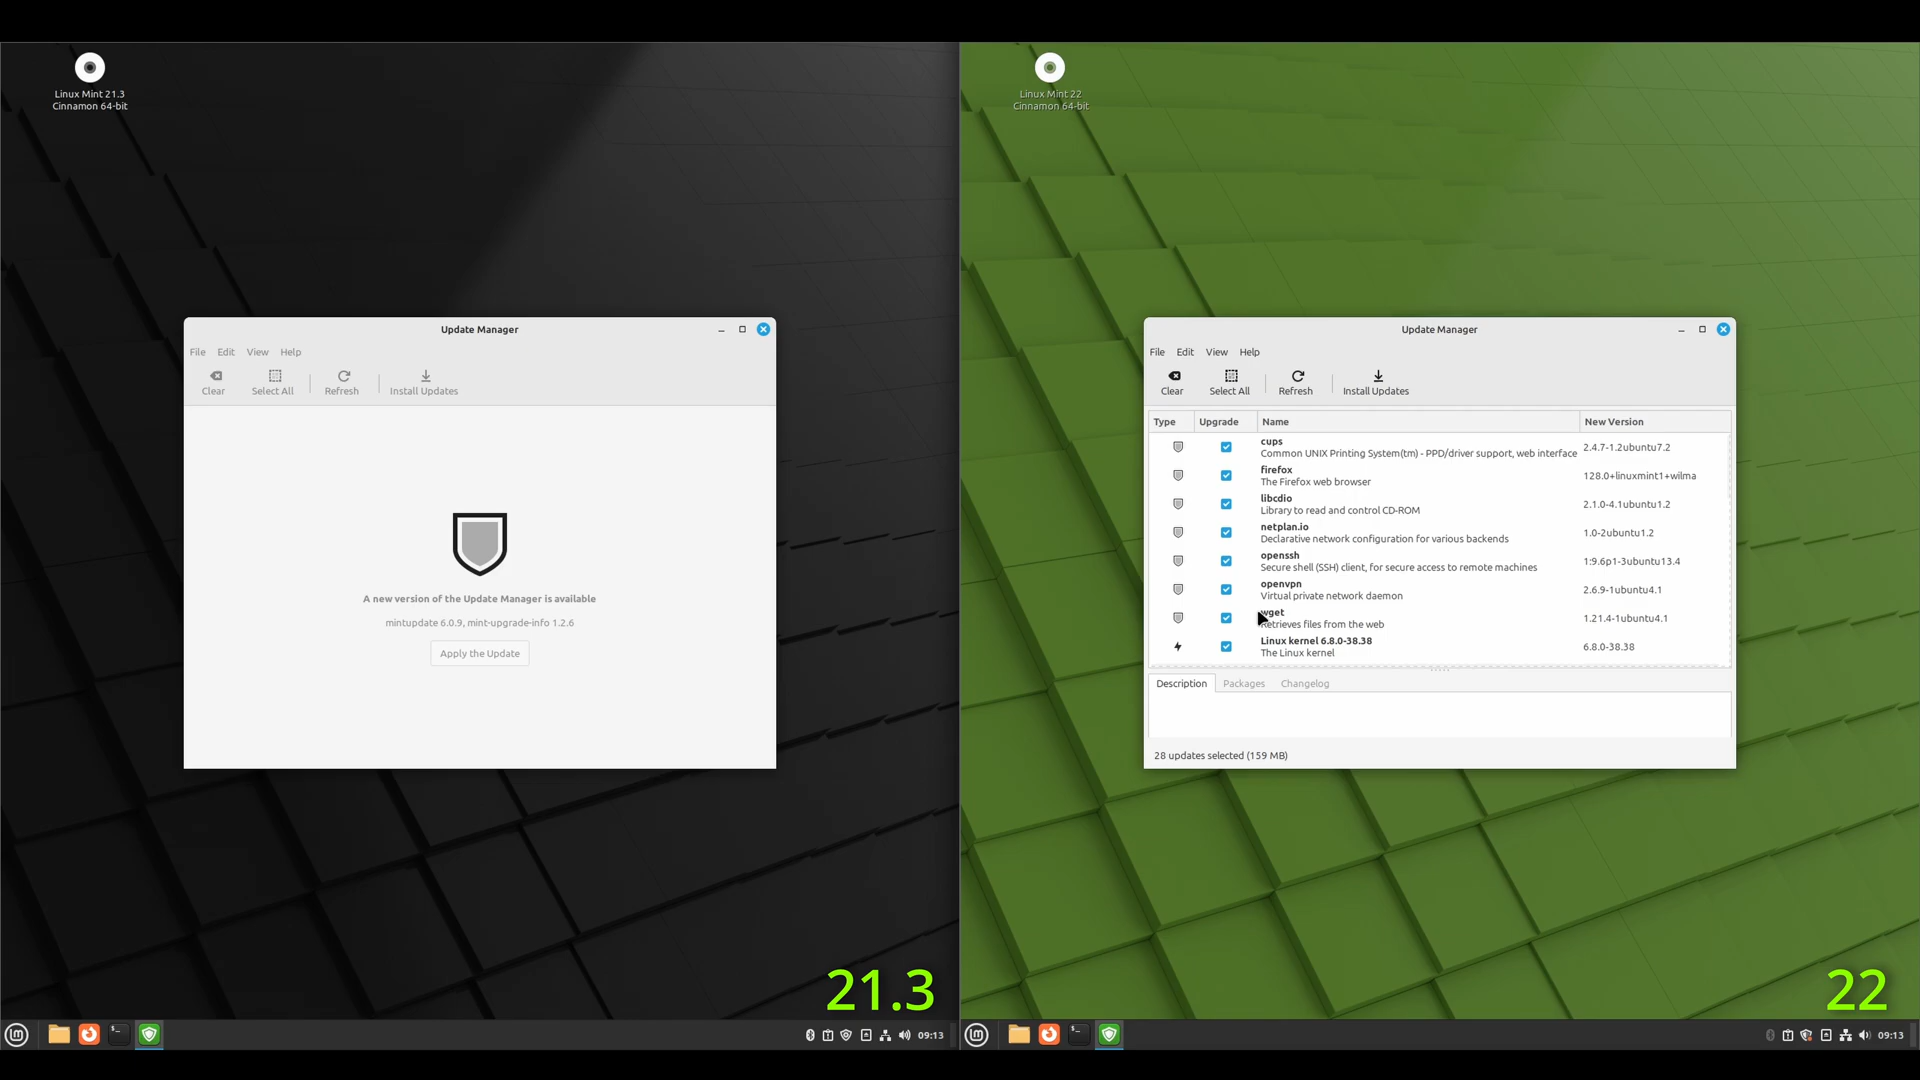 Linux Mint 21.3
Cinnamon 64-bit
Update Manager
File Edit View Help
Clear Select All Refresh Install Updates
A new version of the Update Manager is available
mintupdate 6.0.9, mint-upgrade-info 1.2.6
Apply the Update
21.3
09:13
Linux Mint 22
Cinnamon 64-bit
Update Manager
File Edit View Help
Clear Select All Refresh Install Updates
Type Upgrade Name New Version
cups
Common UNIX Printing System(tm) - PPD/driver support, web interface 2.4.7-1.2ubuntu7.2
firefox
The Firefox web browser 128.0+linuxmint1+wilma
libcdio
Library to read and control CD-ROM 2.1.0-4.1ubuntu1.2
netplan.io
Declarative network configuration for various backends 1.0-2ubuntu1.2
openssh
Secure shell (SSH) client, for secure access to remote machines 1:9.6p1-3ubuntu13.4
openvpn
Virtual private network daemon 2.6.9-1ubuntu4.1
wget
Retrieves files from the web 1.21.4-1ubuntu4.1
Linux kernel 6.8.0-38.38
The Linux kernel 6.8.0-38.38
Description Packages Changelog
28 updates selected (159 MB)
22
09:13